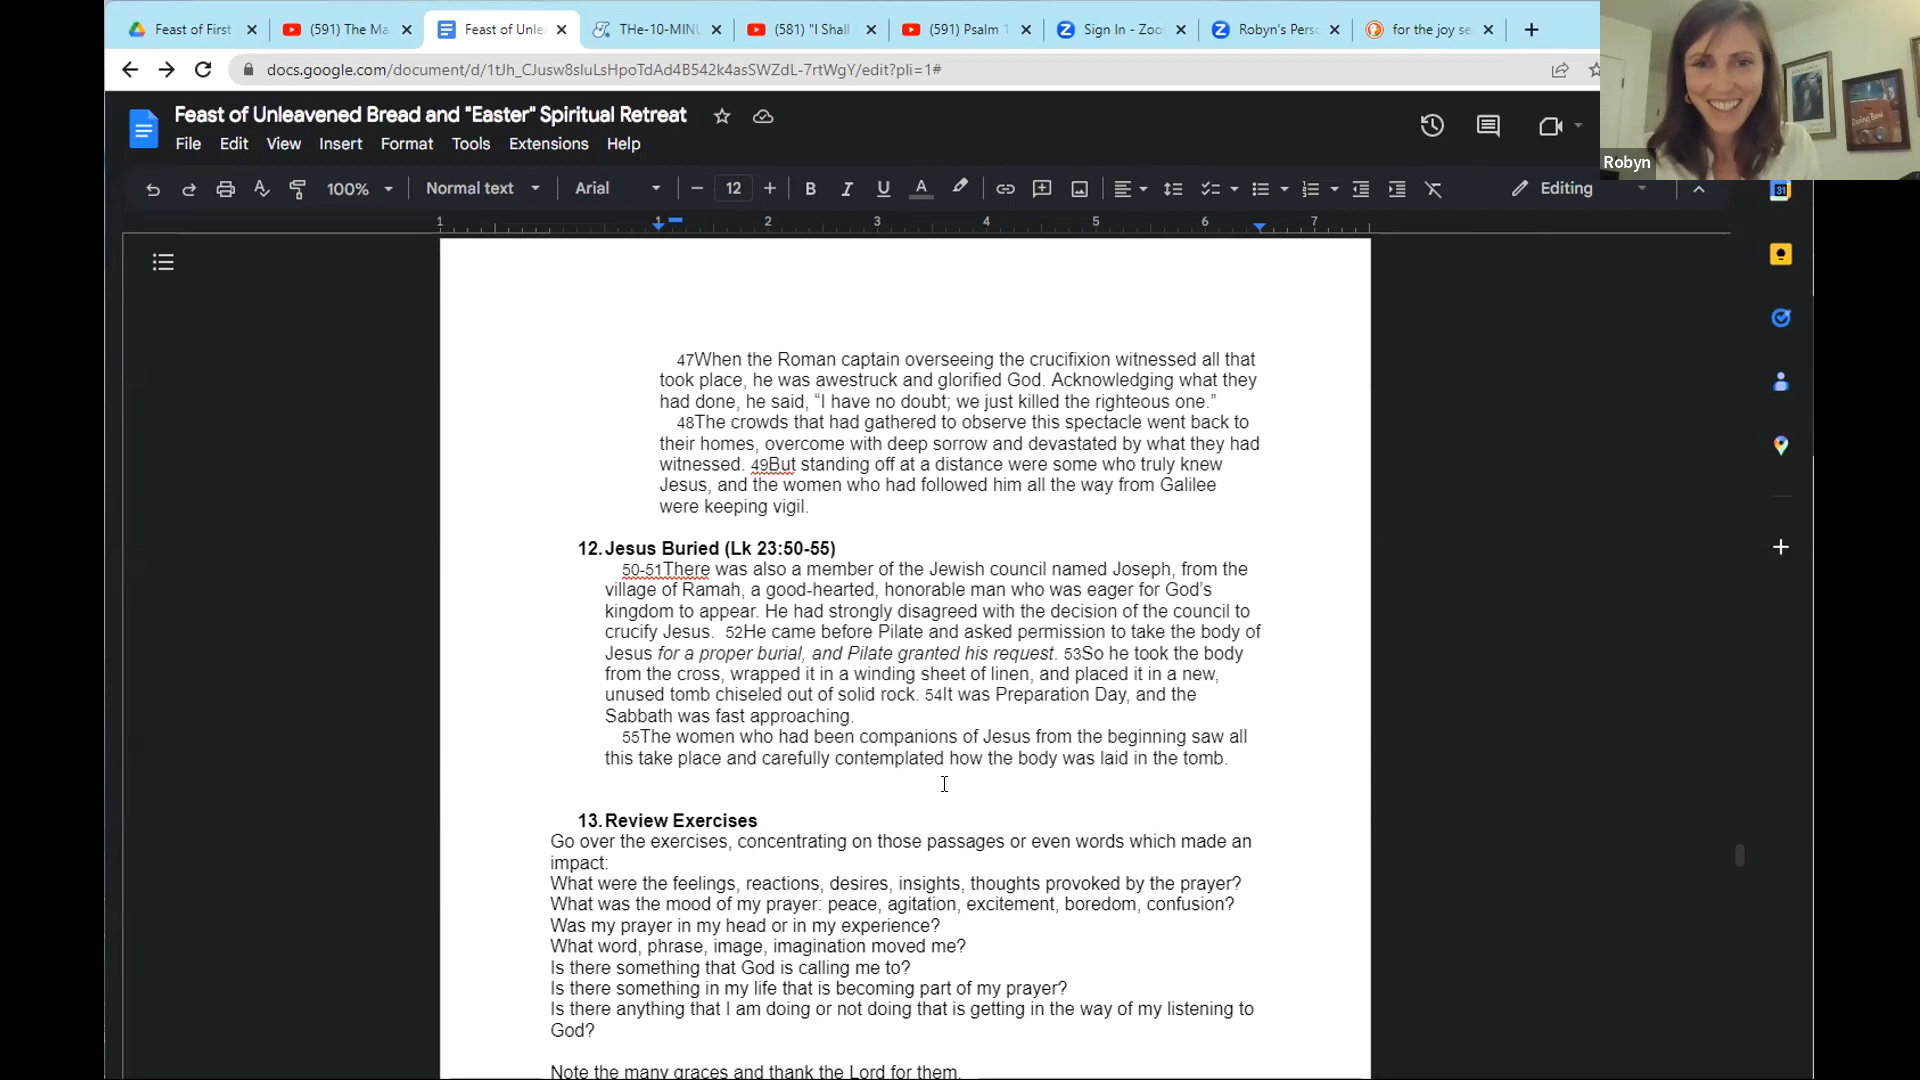 Feast of First
(591) The Ma
Feast of Unle
THe-10-MINU
(581) "I Shall
(591) Psalm 1
Sign In - Zoo
Robyn's Perso
for the joy se
docs.google.com/document/d/1tJh_CJusw8sluLsHpoTdAd4B542k4asSWZdL-7rtWgY/edit?pli=1#
Feast of Unleavened Bread and "Easter" Spiritual Retreat
File Edit View Insert Format Tools Extensions Help
Robyn
100% Normal text Arial 12 B I U A Editing
31
1 1 2 3 4 5 6 7
47When the Roman captain overseeing the crucifixion witnessed all that
took place, he was awestruck and glorified God. Acknowledging what they
had done, he said, “I have no doubt; we just killed the righteous one.”
48The crowds that had gathered to observe this spectacle went back to
their homes, overcome with deep sorrow and devastated by what they had
witnessed. 49But standing off at a distance were some who truly knew
Jesus, and the women who had followed him all the way from Galilee
were keeping vigil.
12. Jesus Buried (Lk 23:50-55)
50-51There was also a member of the Jewish council named Joseph, from the
village of Ramah, a good-hearted, honorable man who was eager for God’s
kingdom to appear. He had strongly disagreed with the decision of the council to
crucify Jesus.  52He came before Pilate and asked permission to take the body of
Jesus for a proper burial, and Pilate granted his request. 53So he took the body
from the cross, wrapped it in a winding sheet of linen, and placed it in a new,
unused tomb chiseled out of solid rock. 54It was Preparation Day, and the
Sabbath was fast approaching.
55The women who had been companions of Jesus from the beginning saw all
this take place and carefully contemplated how the body was laid in the tomb.
13. Review Exercises
Go over the exercises, concentrating on those passages or even words which made an
impact:
What were the feelings, reactions, desires, insights, thoughts provoked by the prayer?
What was the mood of my prayer: peace, agitation, excitement, boredom, confusion?
Was my prayer in my head or in my experience?
What word, phrase, image, imagination moved me?
Is there something that God is calling me to?
Is there something in my life that is becoming part of my prayer?
Is there anything that I am doing or not doing that is getting in the way of my listening to
God?
Note the many graces and thank the Lord for them.